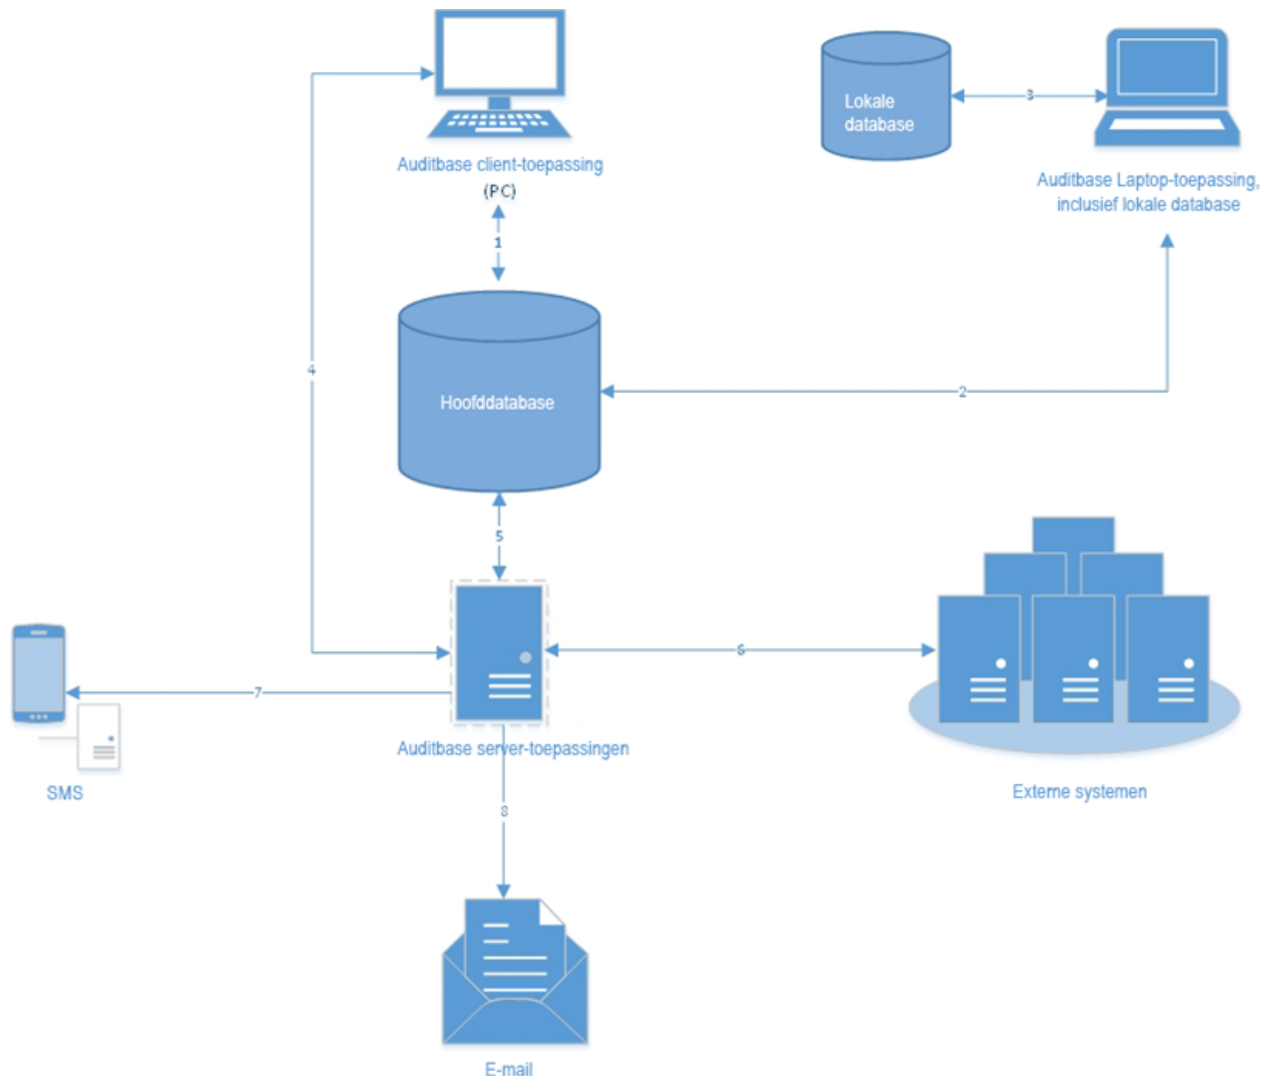 Lokale
database
3
Auditbase client-toepassing
(PC)
Auditbase Laptop-toepassing,
inclusief lokale database
1
4
2
Hoofddatabase
5
6
7
Auditbase server-toepassingen
SMS
Externe systemen
8
E-mail